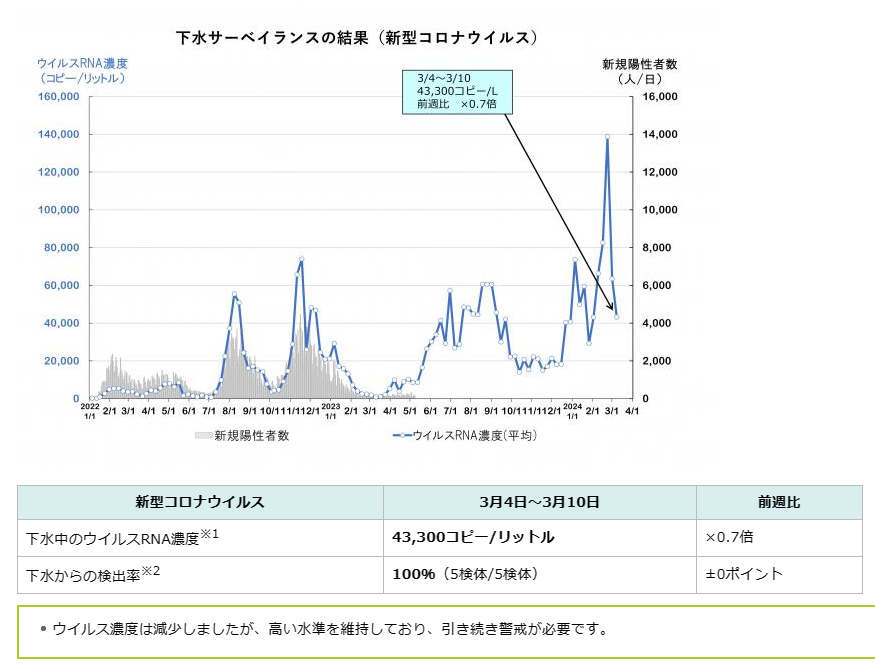 下水サーベイランスの結果（新型コロナウイルス）
ウイルスRNA濃度
（コピー/リットル）
新規陽性者数
（人/日）
3/4～3/10
43,300コピー/L
前週比　×0.7倍
160,000
140,000
120,000
100,000
80,000
60,000
40,000
20,000
0
16,000
14,000
12,000
10,000
8,000
6,000
4,000
2,000
0
2022
1/1 2/1 3/1 4/1 5/1 6/1 7/1 8/1 9/1 10/1 11/1 12/1
2023
1/1 2/1 3/1 4/1 5/1 6/1 7/1 8/1 9/1 10/1 11/1 12/1
2024
1/1 2/1 3/1 4/1
新規陽性者数 ウイルスRNA濃度(平均)
新型コロナウイルス 3月4日～3月10日 前週比
下水中のウイルスRNA濃度※1 43,300コピー/リットル ×0.7倍
下水からの検出率※2 100%（5検体/5検体） ±0ポイント
• ウイルス濃度は減少しましたが、高い水準を維持しており、引き続き警戒が必要です。